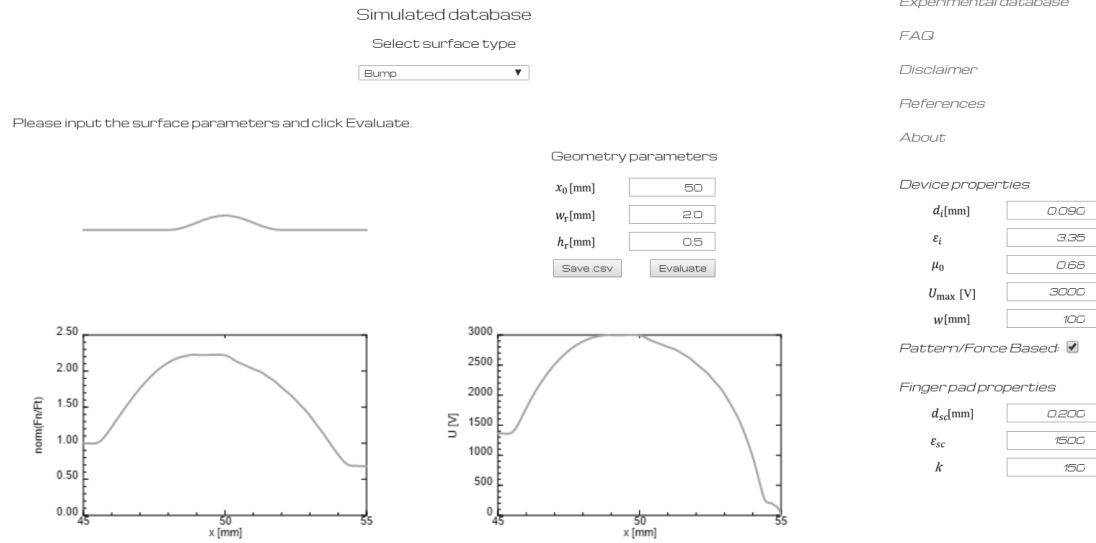 Simulated database
Select surface type
Bump ▼
Please input the surface parameters and click Evaluate.
Geometry parameters
x₀ [mm] 50
wᵣ[mm] 2.0
hᵣ[mm] 0.5
Save .csv Evaluate
2.50
2.00
1.50
1.00
0.50
0.00
norm(Fn/Ft)
45 50 55
x [mm]
3000
2500
2000
1500
1000
500
0
U [V]
45 50 55
x [mm]
Experimental database
FAQ
Disclaimer
References
About
Device properties
dᵢ[mm] 0.090
εᵢ 3.35
μ₀ 0.68
Uₘₐₓ [V] 3000
w[mm] 100
Pattern/Force Based:
Finger pad properties
d_sc[mm] 0.200
ε_sc 1500
k 150